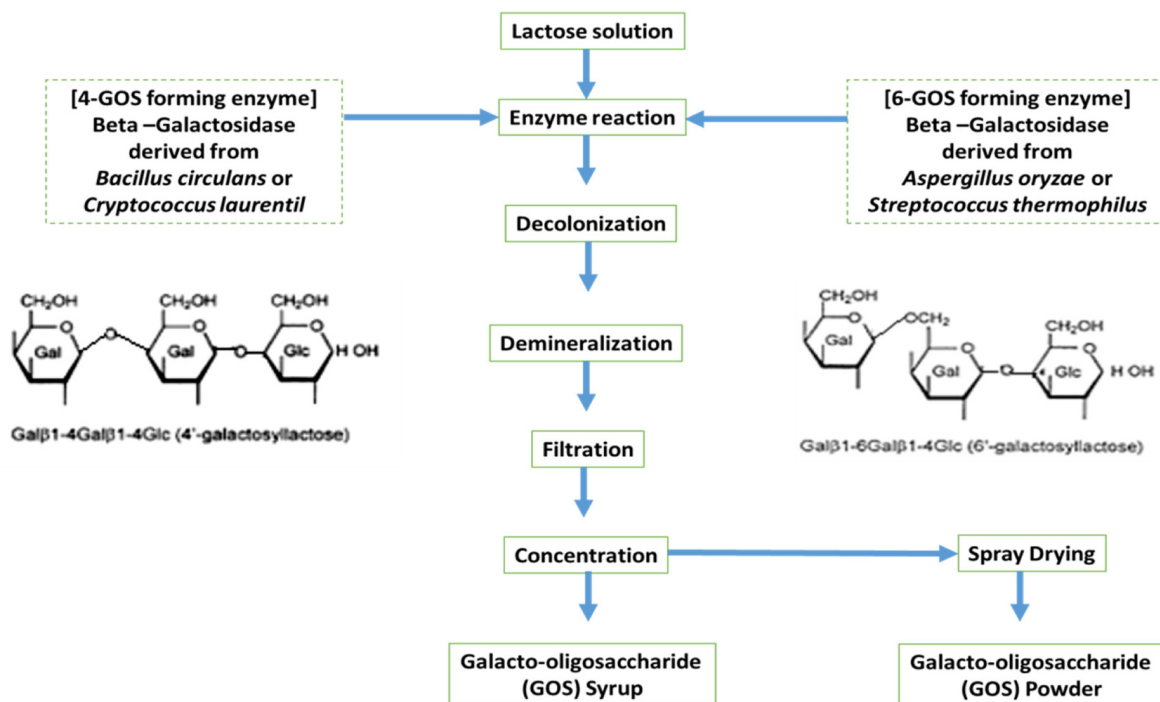 Lactose solution
[4-GOS forming enzyme]
Beta –Galactosidase
derived from
Bacillus circulans or
Cryptococcus laurentil
Enzyme reaction
[6-GOS forming enzyme]
Beta –Galactosidase
derived from
Aspergillus oryzae or
Streptococcus thermophilus
Decolonization
CH₂OH
CH₂OH
CH₂OH
O
O
O
O
O
Gal
Gal
Glc
H OH
Galβ1-4Galβ1-4Glc (4'-galactosyllactose)
Demineralization
CH₂OH
O
OCH₂
CH₂OH
Gal
O
O
O
Gal
Glc
H OH
Galβ1-6Galβ1-4Glc (6'-galactosyllactose)
Filtration
Concentration
Spray Drying
Galacto-oligosaccharide
(GOS) Syrup
Galacto-oligosaccharide
(GOS) Powder